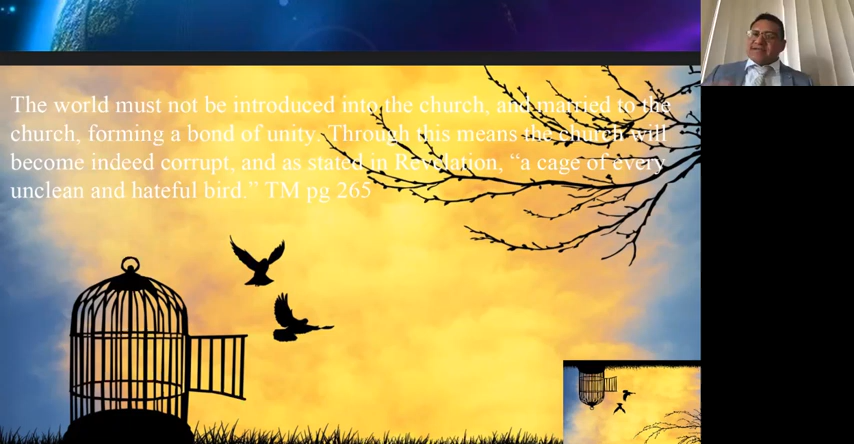 The world must not be introduced into the church, and married to the
church, forming a bond of unity. Through this means the church will
become indeed corrupt, and as stated in Revelation, “a cage of every
unclean and hateful bird.” TM pg 265